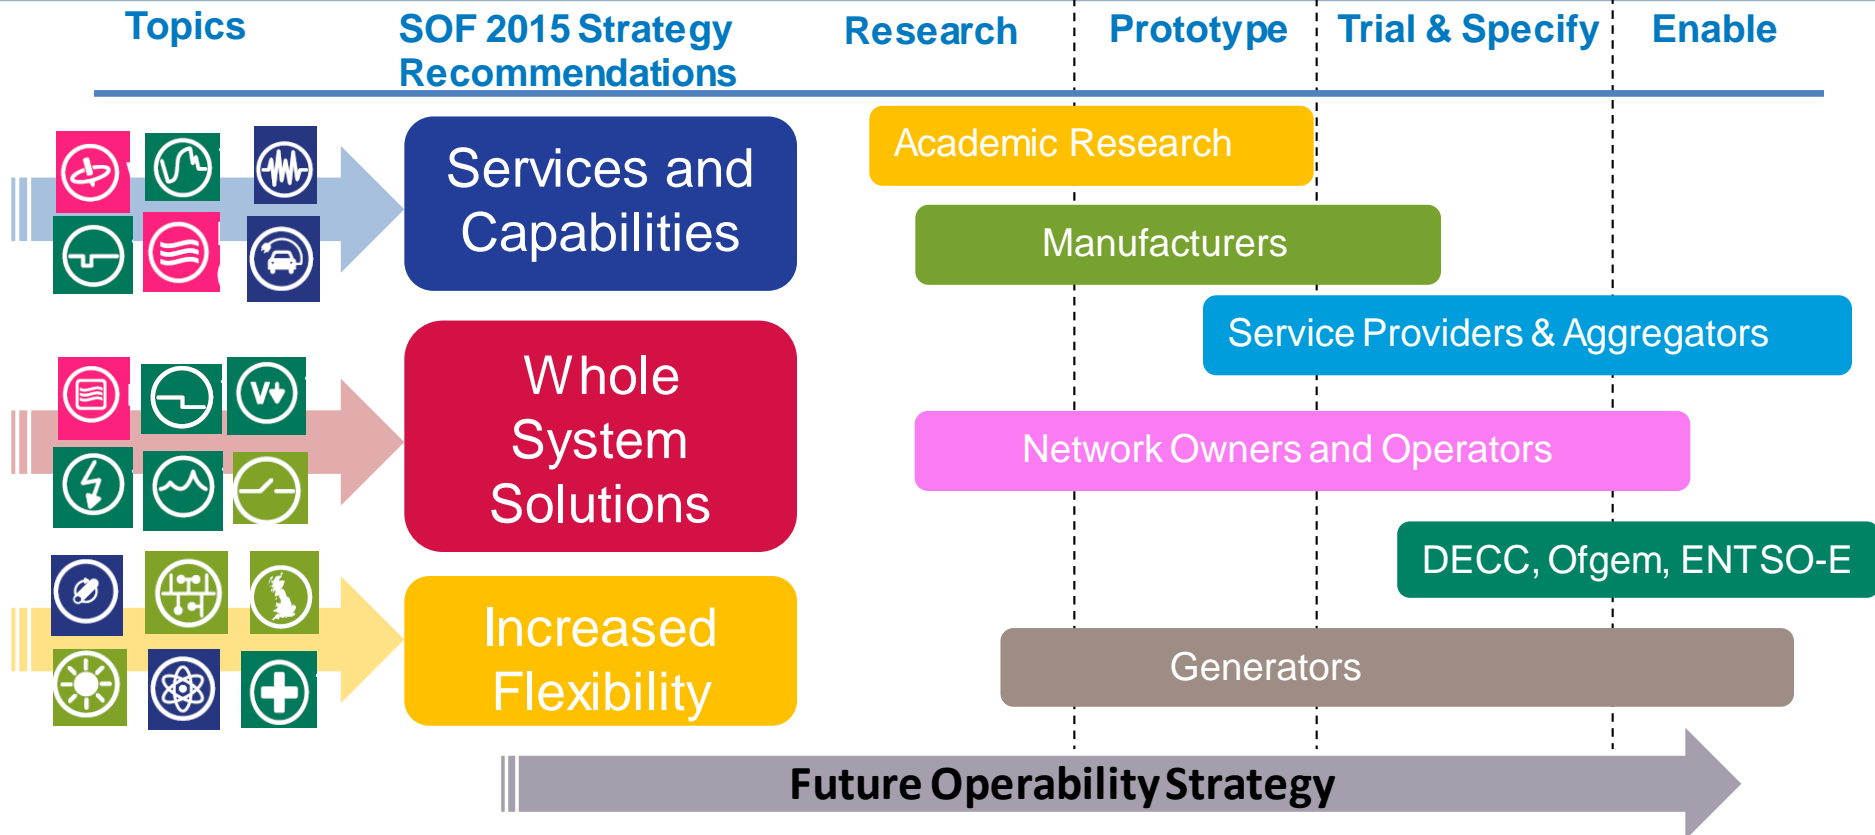 Topics
SOF 2015 Strategy
Recommendations
Research
Prototype
Trial & Specify
Enable
Services and
Capabilities
Academic Research
Manufacturers
Service Providers & Aggregators
Whole
System
Solutions
V
Network Owners and Operators
DECC, Ofgem, ENTSO-E
Increased
Flexibility
Generators
Future Operability Strategy